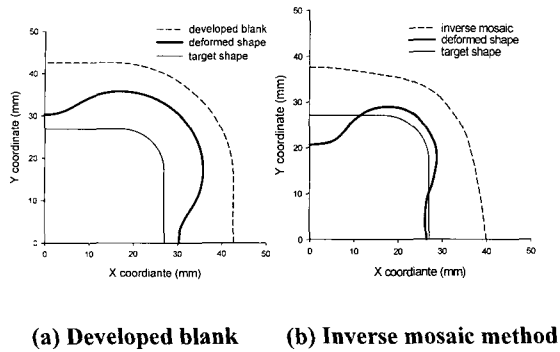 developed blank
deformed shape
target shape
50
40
30
20
10
0
Y coordinate (mm)
0
10
20
30
40
50
X coordiante (mm)
(a) Developed blank
inverse mosaic
deformed shape
target shape
50
40
30
20
10
0
Y coordinate (mm)
0
10
20
30
40
50
X coordiante (mm)
(b) Inverse mosaic method